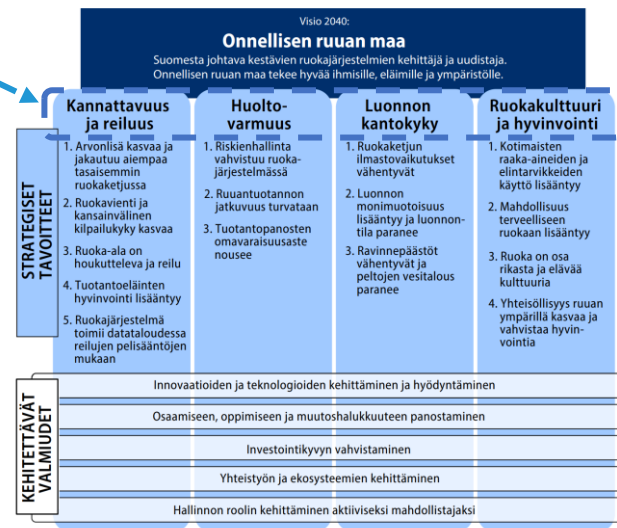 Visio 2040:
Onnellisen ruuan maa
Suomesta johtava kestävien ruokajärjestelmien kehittäjä ja uudistaja.
Onnellisen ruuan maa tekee hyvää ihmisille, eläimille ja ympäristölle.
STRATEGISET
TAVOITTEET
Kannattavuus
ja reiluus
1. Arvonlisä kasvaa ja
jakautuu aiempaa
tasaisemmin
ruokaketjussa
2. Ruokavienti ja
kansainvälinen
kilpailukyky kasvaa
3. Ruoka-ala on
houkutteleva ja reilu
4. Tuotantoeläinten
hyvinvointi lisääntyy
5. Ruokajärjestelmä
toimii datataloudessa
reilujen pelisääntöjen
mukaan
Huolto-
varmuus
1. Riskienhallinta
vahvistuu ruoka-
järjestelmässä
2. Ruuantuotannon
jatkuvuus turvataan
3. Tuotantopanosten
omavaraisuusaste
nousee
Luonnon
kantokyky
1. Ruokaketjun
ilmastovaikutukset
vähentyvät
2. Luonnon
monimuotoisuus
lisääntyy ja luonnon-
tila paranee
3. Ravinnepäästöt
vähentyvät ja
peltojen vesitalous
paranee
Ruokakulttuuri
ja hyvinvointi
1. Kotimaisten
raaka-aineiden ja
elintarvikkeiden
käyttö lisääntyy
2. Mahdollisuus
terveelliseen
ruokaan lisääntyy
3. Ruoka on osa
rikasta ja elävää
kulttuuria
4. Yhteisöllisyys ruuan
ympärillä kasvaa ja
vahvistaa hyvin-
vointia
KEHITETTÄVÄT
VALMIUDET
Innovaatioiden ja teknologioiden kehittäminen ja hyödyntäminen
Osaamiseen, oppimiseen ja muutoshalukkuuteen panostaminen
Investointikyvyn vahvistaminen
Yhteistyön ja ekosysteemien kehittäminen
Hallinnon roolin kehittäminen aktiiviseksi mahdollistajaksi